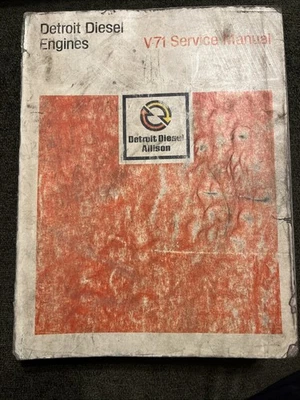 Detroit Diesel
Engines
V71 Service Manual
Detroit Diesel
Allison